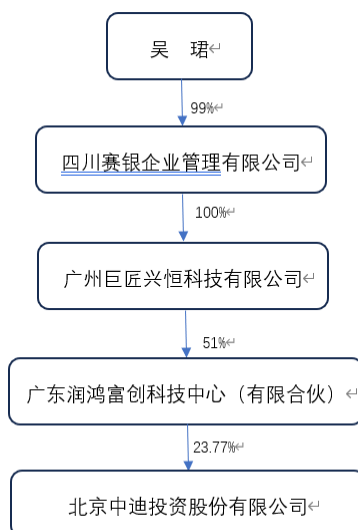 吴 珺
99%
四川赛银企业管理有限公司
100%
广州巨匠兴恒科技有限公司
51%
广东润鸿富创科技中心（有限合伙）
23.77%
北京中迪投资股份有限公司